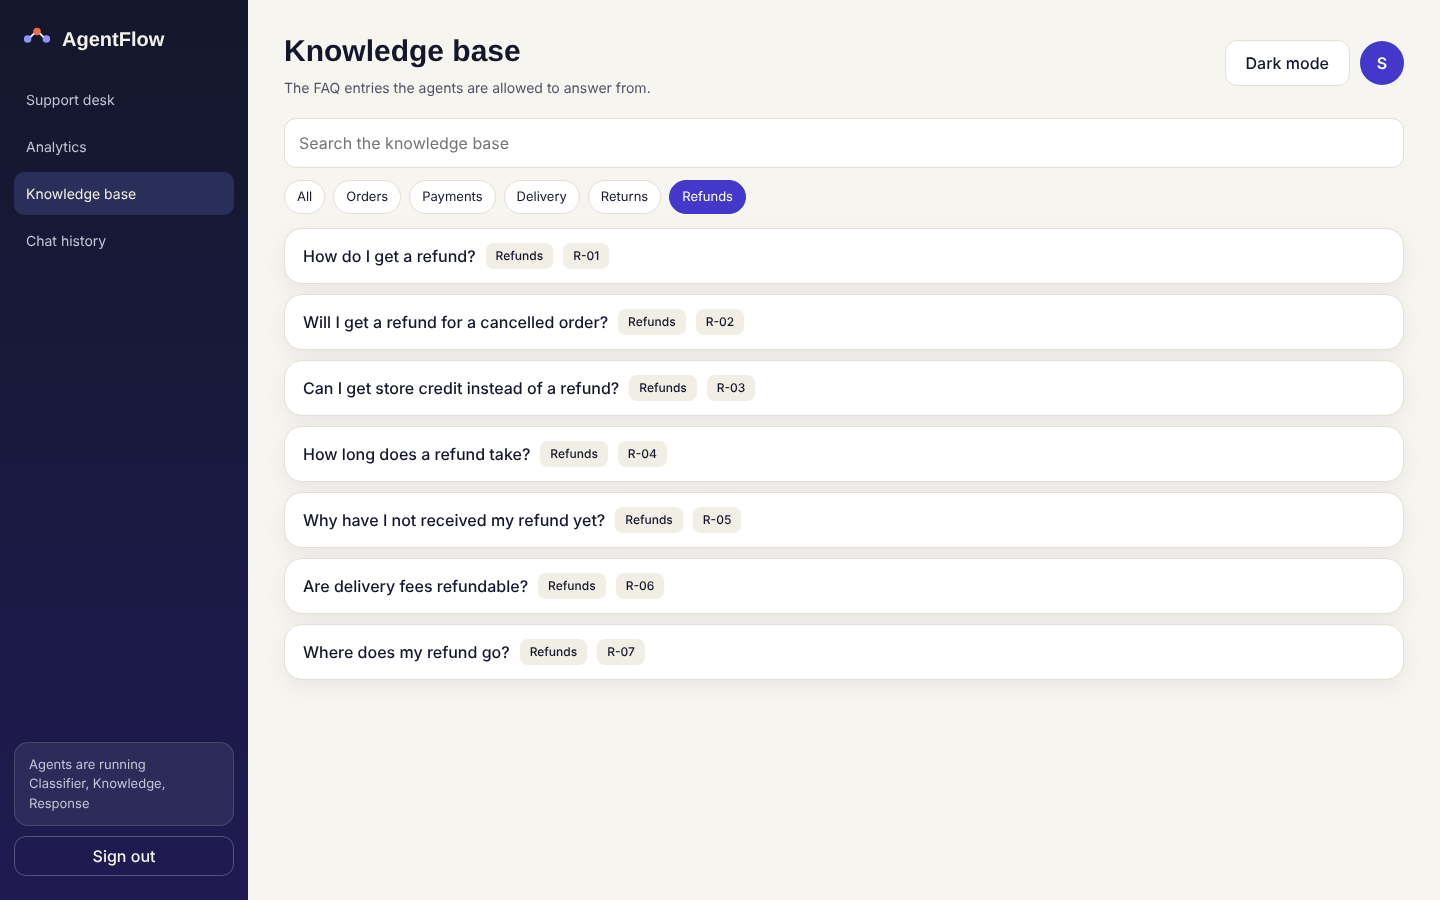 AgentFlow
Support desk
Analytics
Knowledge base
Chat history
Agents are running
Classifier, Knowledge,
Response
Sign out
Knowledge base
The FAQ entries the agents are allowed to answer from.
Dark mode
S
Search the knowledge base
All Orders Payments Delivery Returns Refunds
How do I get a refund? Refunds R-01
Will I get a refund for a cancelled order? Refunds R-02
Can I get store credit instead of a refund? Refunds R-03
How long does a refund take? Refunds R-04
Why have I not received my refund yet? Refunds R-05
Are delivery fees refundable? Refunds R-06
Where does my refund go? Refunds R-07